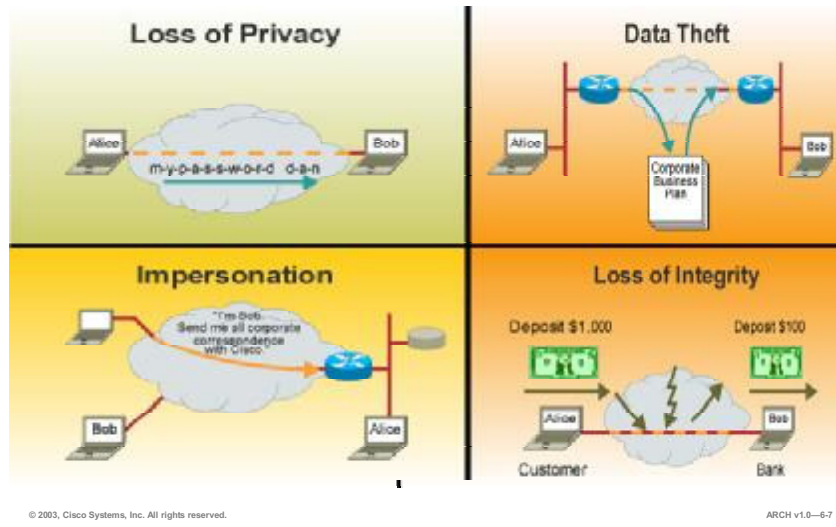 Loss of Privacy
Alice
Bob
m-y-p-a-s-s-w-o-r-d d-a-n
Data Theft
Alice
Bob
Corporate
Business
Plan
Impersonation
"I'm Bob.
Send me all corporate
correspondence
with Cisco."
Bob
Alice
Loss of Integrity
Deposit $1,000
Deposit $100
Alice
Bob
Customer
Bank
© 2003, Cisco Systems, Inc. All rights reserved.
ARCH v1.0—6-7